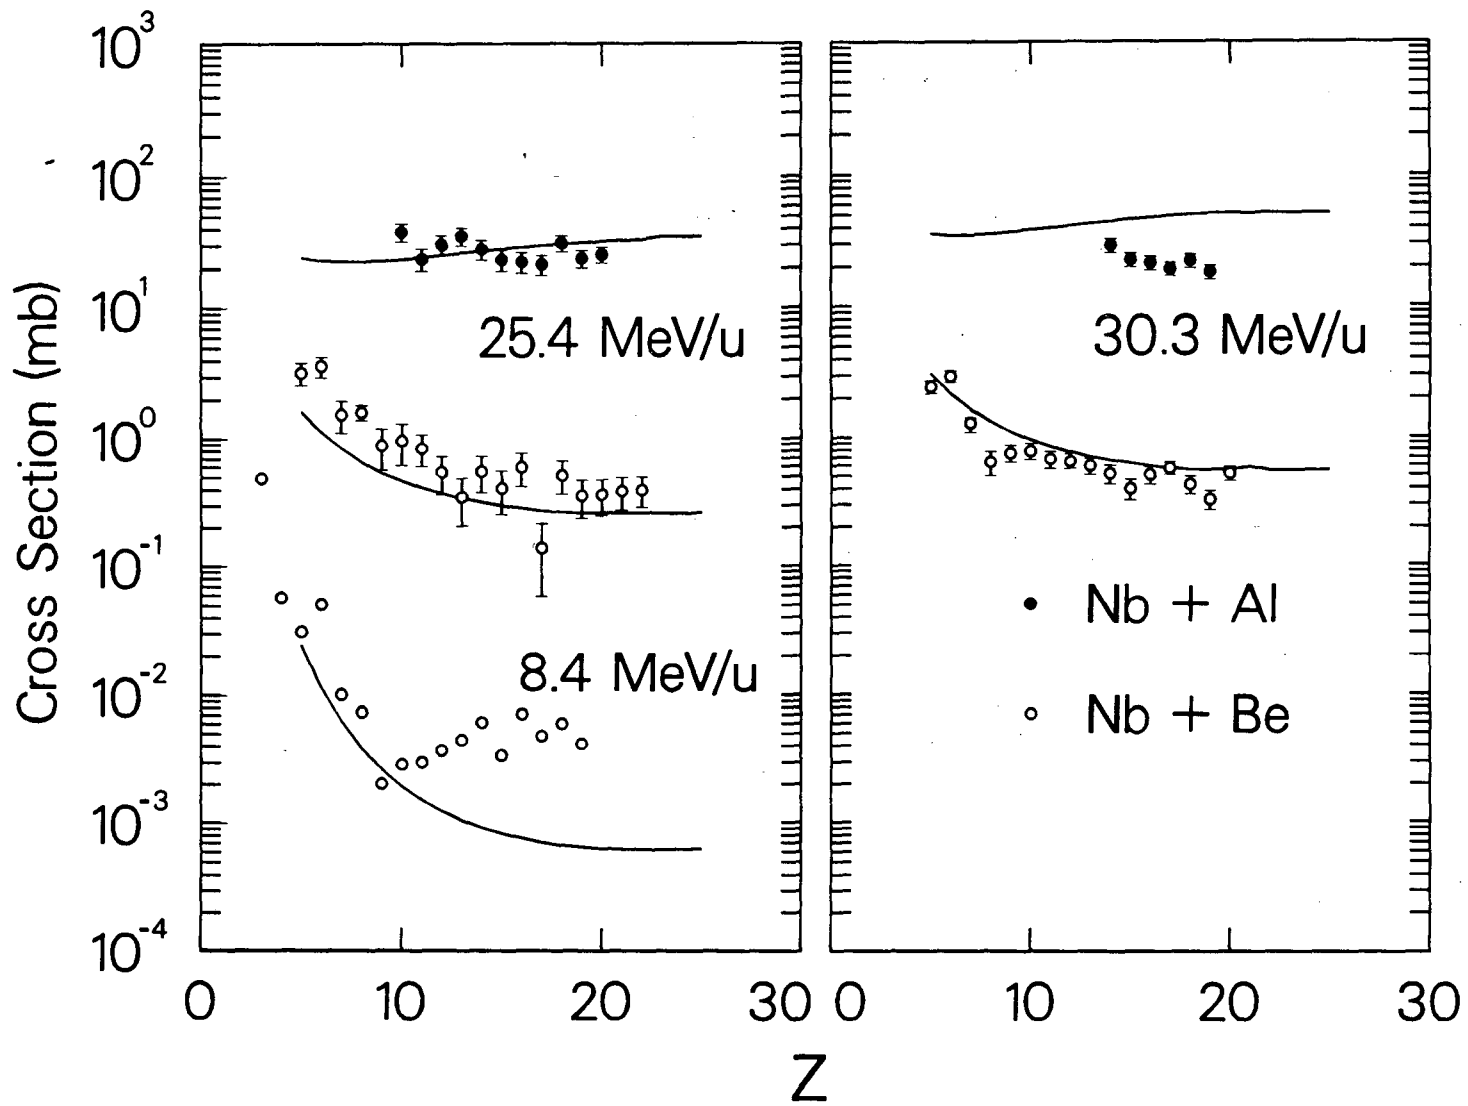 10³
10²
10¹
10⁰
10⁻¹
10⁻²
10⁻³
10⁻⁴
Cross Section (mb)
25.4 MeV/u
8.4 MeV/u
30.3 MeV/u
Nb + Al
Nb + Be
0 10 20 30
0 10 20 30
Z